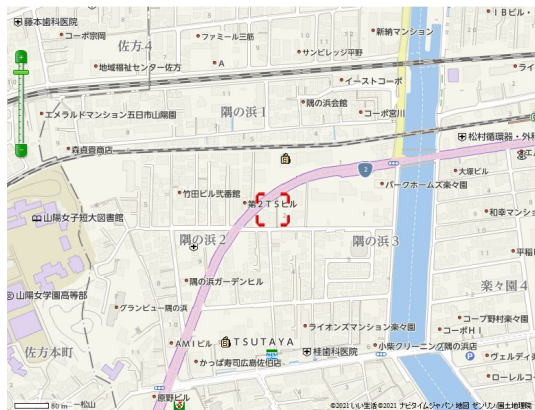 藤本歯科医院
コーポ宗岡
佐方4
ファミール三筋
新納マンション
IBビル・
サンビレッジ平野
地域福祉センター佐方
A
イーストコーポ
ライ
隅の浜1
隅の浜会館
コーポ宮川
エメラルドマンション五日市山陽園
松村循環器・外科
森貞喜商店
2
大塚ビル
竹田ビル弐番館
パークホームズ楽々園
第2TSビル
山陽女子短大図書館
和幸マンショ
隅の浜2
隅の浜3
平稲
隅の浜ガーデンヒル
楽々園4
山陽女学園高等部
グランビュー隅の浜
コープ野村楽々園
ライオンズマンション楽々園
コーポHI
AMIビル
TSUTAYA
小柴クリーニング隅の浜店
佐方本町
桂歯科医院
かっぱ寿司広島佐伯店
P
ヴェルディ
ローレルコー
原野ビル
80m
一松山
©2021 いい生活 ©2021 ナビタイムジャパン 地図 ゼンリン/国土地理院